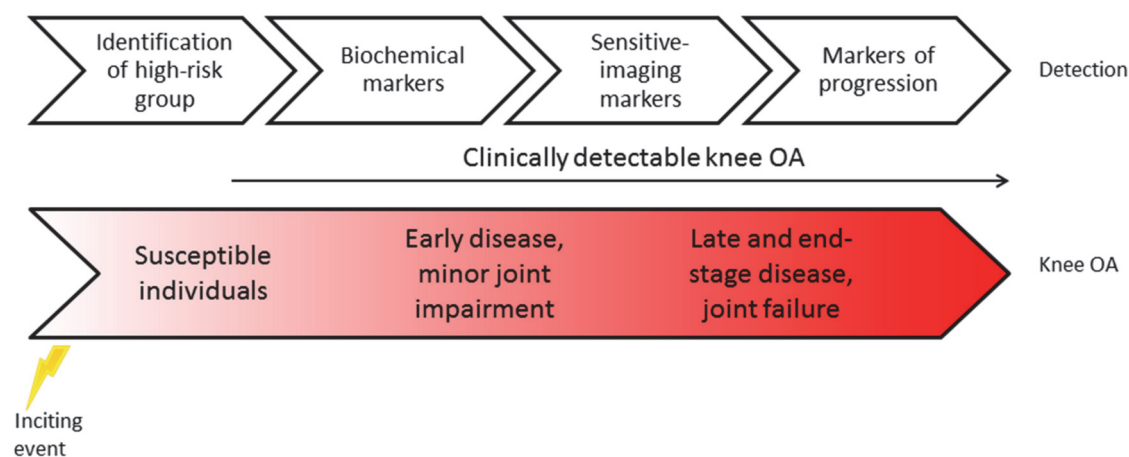 Identification
of high-risk
group
Biochemical
markers
Sensitive-
imaging
markers
Markers of
progression
Detection
Clinically detectable knee OA
Susceptible
individuals
Early disease,
minor joint
impairment
Late and end-
stage disease,
joint failure
Knee OA
Inciting
event